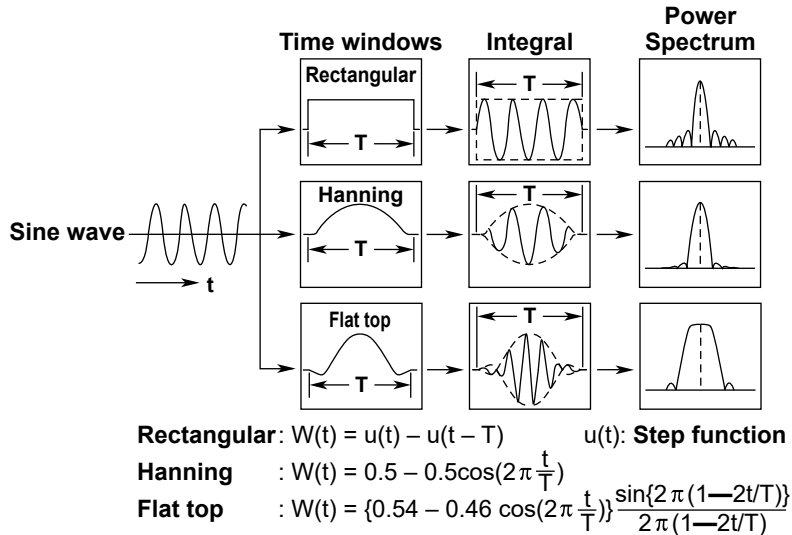 Power
Time windows Integral Spectrum
Rectangular
T
T
Hanning
T
T
Sine wave
t
Flat top
T
T
Rectangular : W(t) = u(t) – u(t – T) u(t): Step function
Hanning : W(t) = 0.5 – 0.5cos(2π t/T)
Flat top : W(t) = {0.54 – 0.46 cos(2π t/T)} sin{2π(1—2t/T)} / 2π(1—2t/T)